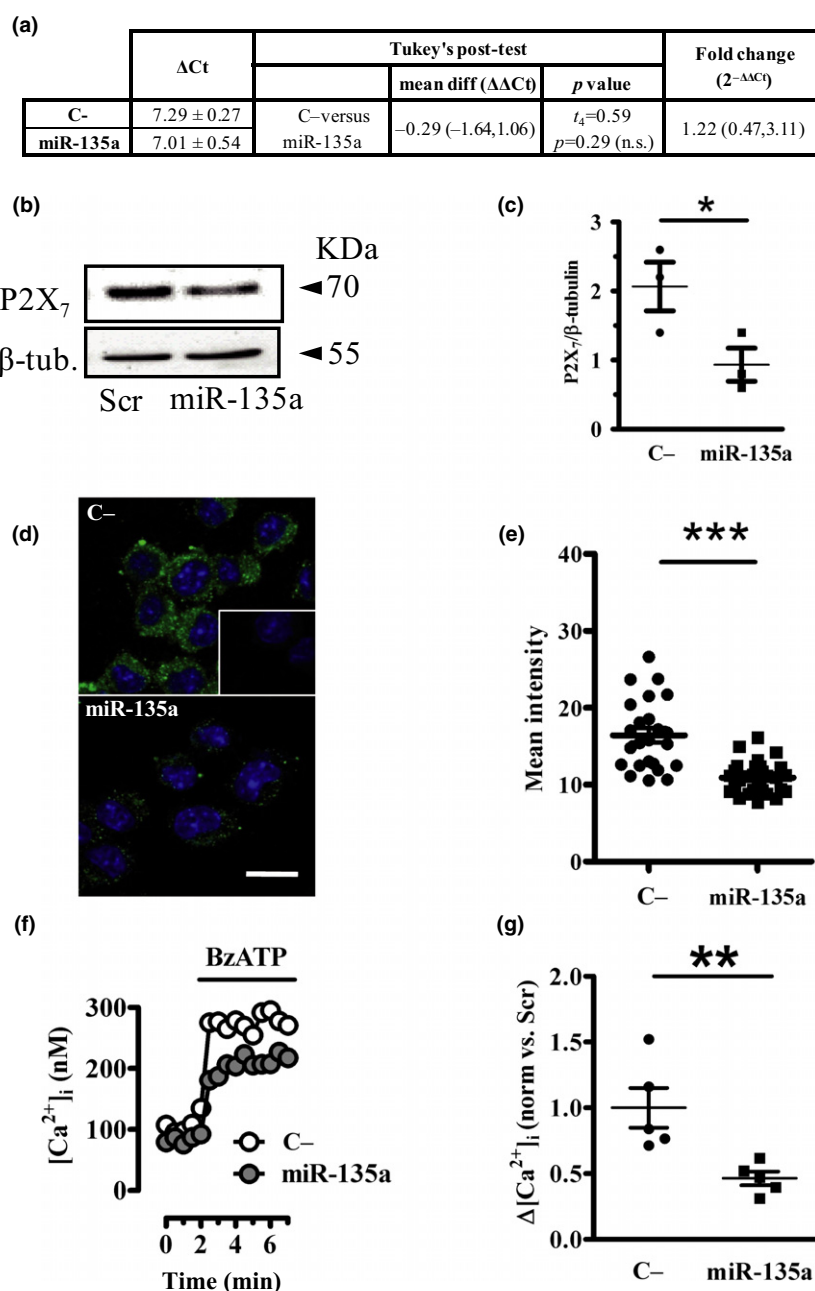 (a)
ΔCt
Tukey's post-test
Fold change
(2−ΔΔCt)
mean diff (ΔΔCt)
p value
C-
7.29 ± 0.27
C–versus
miR-135a
−0.29 (−1.64,1.06)
t4=0.59
p=0.29 (n.s.)
1.22 (0.47,3.11)
miR-135a
7.01 ± 0.54
(b)
KDa
P2X7
70
β-tub.
55
Scr
miR-135a
(c)
*
P2X7/β-tubulin
3
2
1
0
C–
miR-135a
(d)
C–
miR-135a
(e)
***
Mean intensity
40
30
20
10
0
C–
miR-135a
(f)
BzATP
[Ca2+]i (nM)
300
200
100
0
C–
miR-135a
0 2 4 6
Time (min)
(g)
**
Δ[Ca2+]i (norm vs. Scr)
2.0
1.5
1.0
0.5
0.0
C–
miR-135a